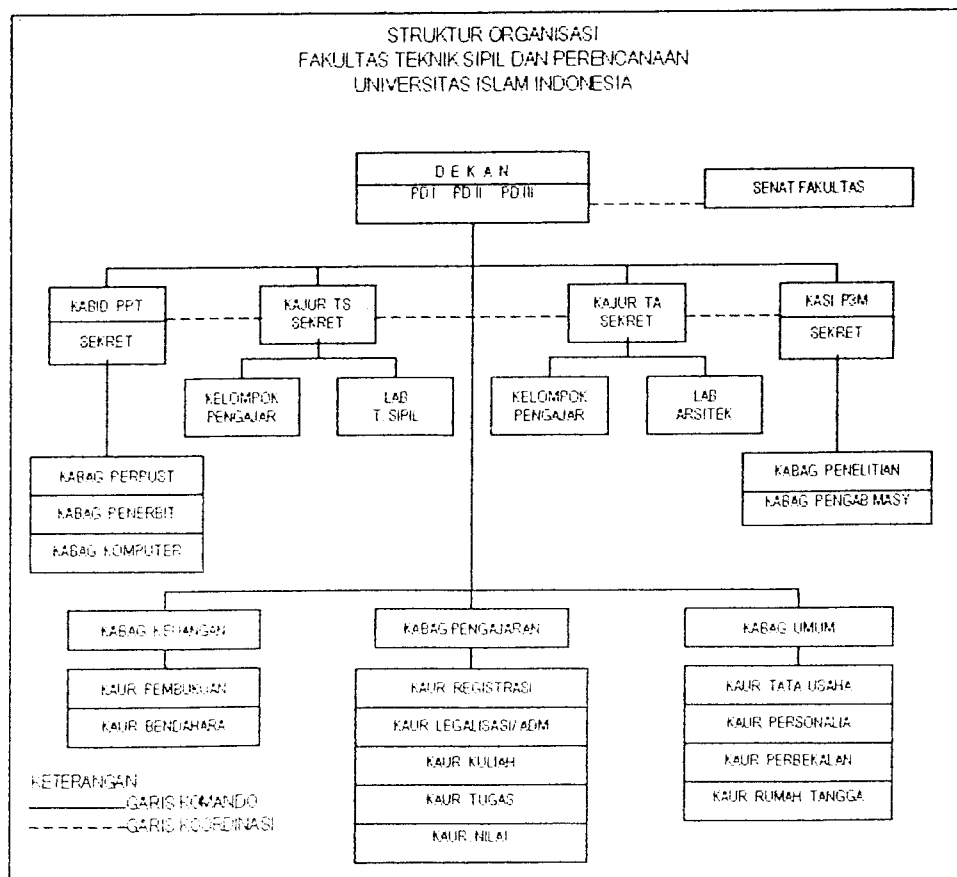 STRUKTUR ORGANISASI
FAKULTAS TEKNIK SIPIL DAN PERENCANAAN
UNIVERSITAS ISLAM INDONESIA
DEKAN
PD I PD II PD III
SENAT FAKULTAS
KABID PPT
SEKRET
KAJUR TS
SEKRET
KAJUR TA
SEKRET
KASI P3M
SEKRET
KELOMPOK
PENGAJAR
LAB
T. SIPIL
KELOMPOK
PENGAJAR
LAB
ARSITEK
KABAG PERPUST
KABAG PENERBIT
KABAG KOMPUTER
KABAG PENELITIAN
KABAG PENGAB MASY
KABAG KEUANGAN
KAUR PEMBUKUAN
KAUR BENDAHARA
KABAG PENGAJARAN
KAUR REGISTRASI
KAUR LEGALISASI/ADM
KAUR KULIAH
KAUR TUGAS
KAUR NILAI
KABAG UMUM
KAUR TATA USAHA
KAUR PERSONALIA
KAUR PERBEKALAN
KAUR RUMAH TANGGA
KETERANGAN
GARIS KOMANDO
GARIS KOORDINASI